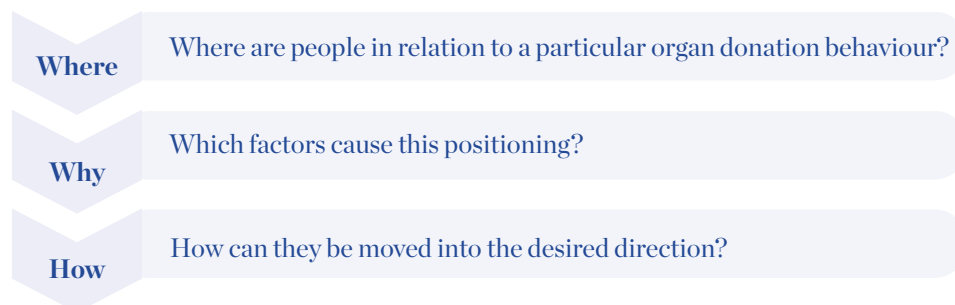 Where
Where are people in relation to a particular organ donation behaviour?
Why
Which factors cause this positioning?
How
How can they be moved into the desired direction?